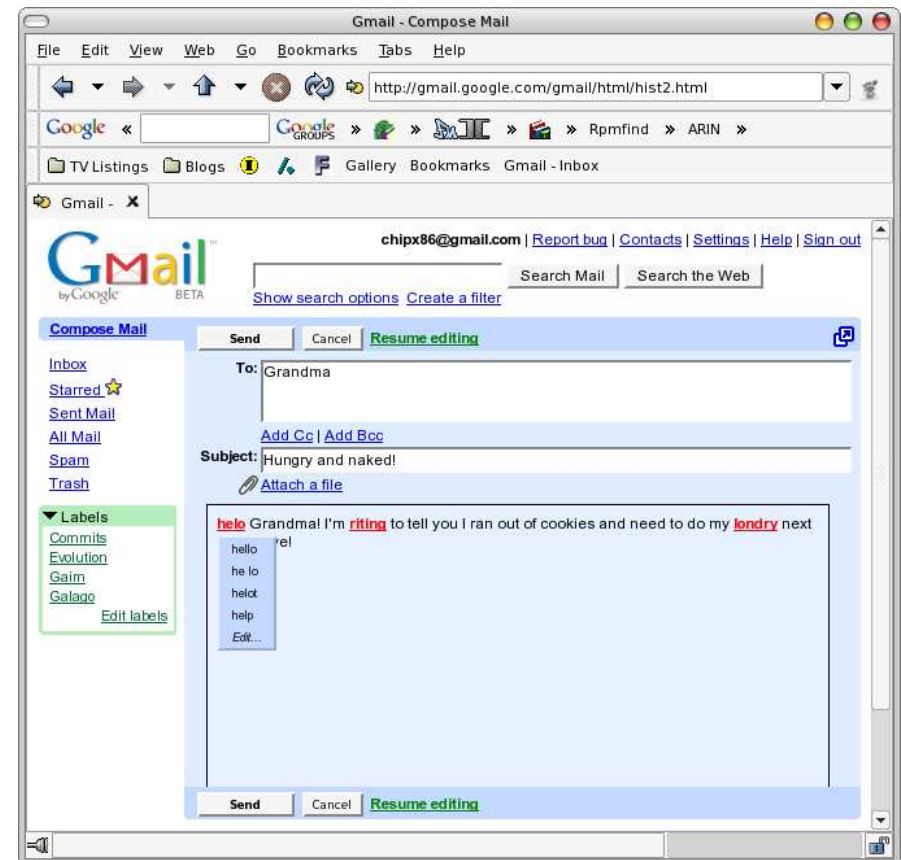 Gmail - Compose Mail
File Edit View Web Go Bookmarks Tabs Help
http://gmail.google.com/gmail/html/hist2.html
Google « Google GROUPS » » » » Rpmfind » ARIN »
TV Listings Blogs Gallery Bookmarks Gmail - Inbox
Gmail - X
chipx86@gmail.com | Report bug | Contacts | Settings | Help | Sign out
Gmail™
by Google BETA
Search Mail Search the Web
Show search options Create a filter
Compose Mail
Inbox
Starred
Sent Mail
All Mail
Spam
Trash
Labels
Commits
Evolution
Gaim
Galago
Edit labels
Send Cancel Resume editing
To: Grandma
Add Cc | Add Bcc
Subject: Hungry and naked!
Attach a file
helo Grandma! I'm riting to tell you I ran out of cookies and need to do my londry next
hello
he lo
helot
help
Edit...
Send Cancel Resume editing